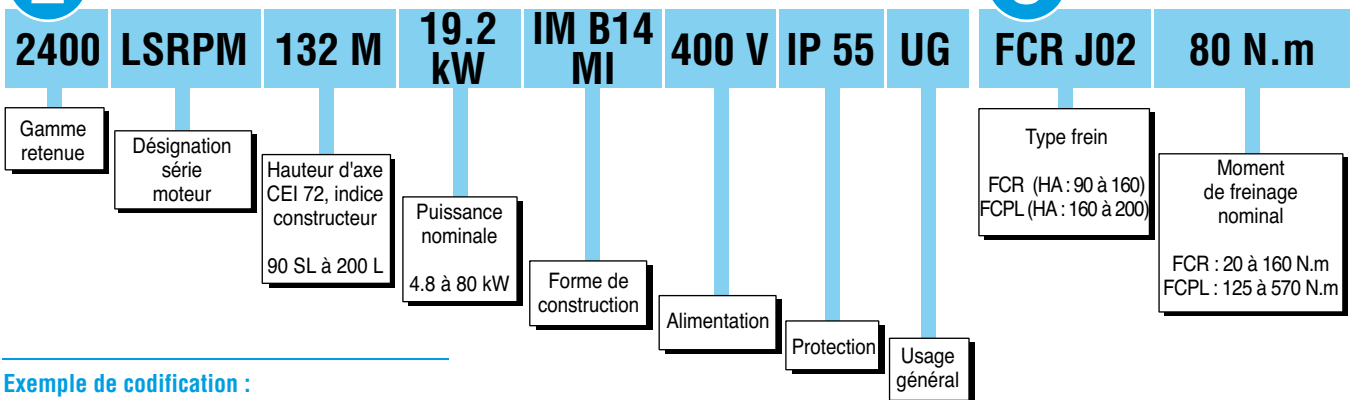 2400
LSRPM
132 M
19.2
kW
IM B14
MI
400 V
IP 55
UG
FCR J02
80 N.m
Gamme
retenue
Désignation
série
moteur
Hauteur d'axe
CEI 72, indice
constructeur
90 SL à 200 L
Puissance
nominale
4.8 à 80 kW
Forme de
construction
Alimentation
Protection
Usage
général
Type frein
FCR (HA : 90 à 160)
FCPL (HA : 160 à 200)
Moment
de freinage
nominal
FCR : 20 à 160 N.m
FCPL : 125 à 570 N.m
Exemple de codification :